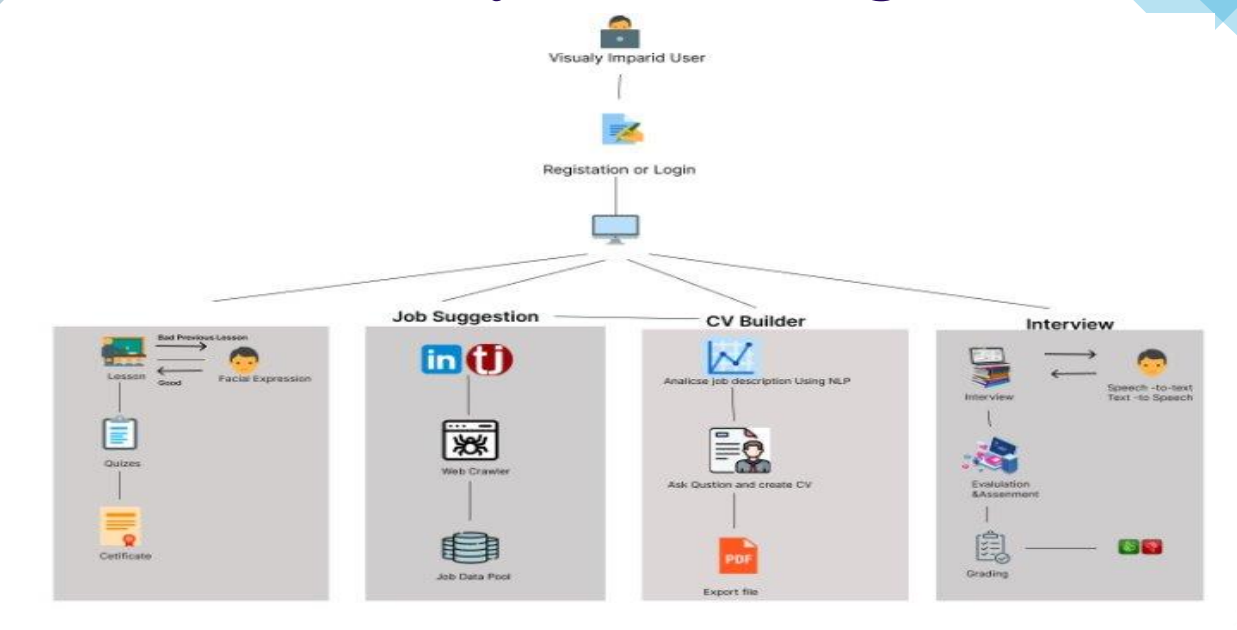 Visualy Imparid User
Registation or Login
Job Suggestion
CV Builder
Interview
Bad Previous Lesson
Good
Lesson
Facial Expression
Quizes
Cetificate
in tj
Web Crawler
Job Data Pool
Analicse job description Using NLP
Ask Qustion and create CV
PDF
Export file
Interview
Speech -to-text
Text -to Speech
Evalulation
&Assenment
Grading